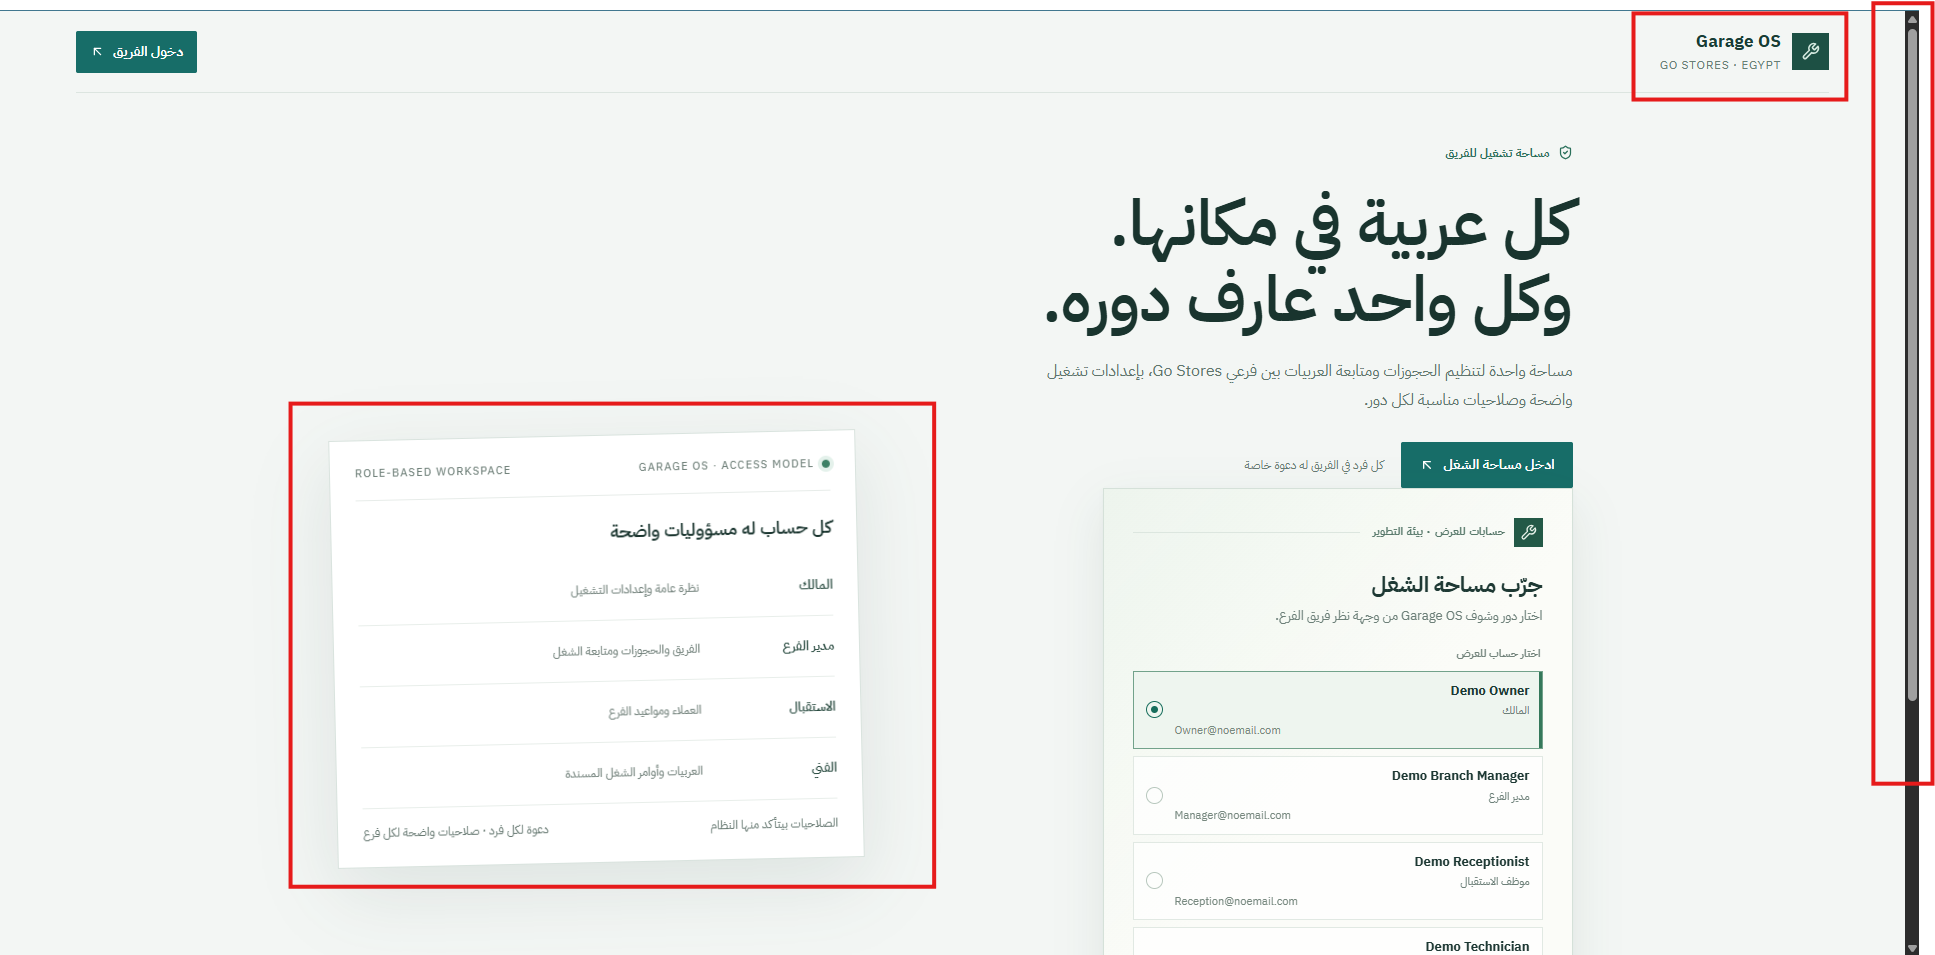 Garage OS
GO STORES · EGYPT
دخول الفريق
مساحة تشغيل للفريق
كل عربية في مكانها.
وكل واحد عارف دوره.
مساحة واحدة لتنظيم الحجوزات ومتابعة العربيات بين فرعي Go Stores، بإعدادات تشغيل
واضحة وصلاحيات مناسبة لكل دور.
ادخل مساحة الشغل
كل فرد في الفريق له دعوة خاصة
حسابات للعرض · بيئة التطوير
جرّب مساحة الشغل
اختار دور وشوف Garage OS من وجهة نظر فريق الفرع.
اختار حساب للعرض
Demo Owner
المالك
Owner@noemail.com
Demo Branch Manager
مدير الفرع
Manager@noemail.com
Demo Receptionist
موظف الاستقبال
Reception@noemail.com
Demo Technician
GARAGE OS · ACCESS MODEL
ROLE-BASED WORKSPACE
كل حساب له مسؤوليات واضحة
المالك
نظرة عامة وإعدادات التشغيل
مدير الفرع
الفريق والحجوزات ومتابعة الشغل
الاستقبال
العملاء ومواعيد الفرع
الفني
العربيات وأوامر الشغل المسندة
الصلاحيات بيتأكد منها النظام
دعوة لكل فرد · صلاحيات واضحة لكل فرع